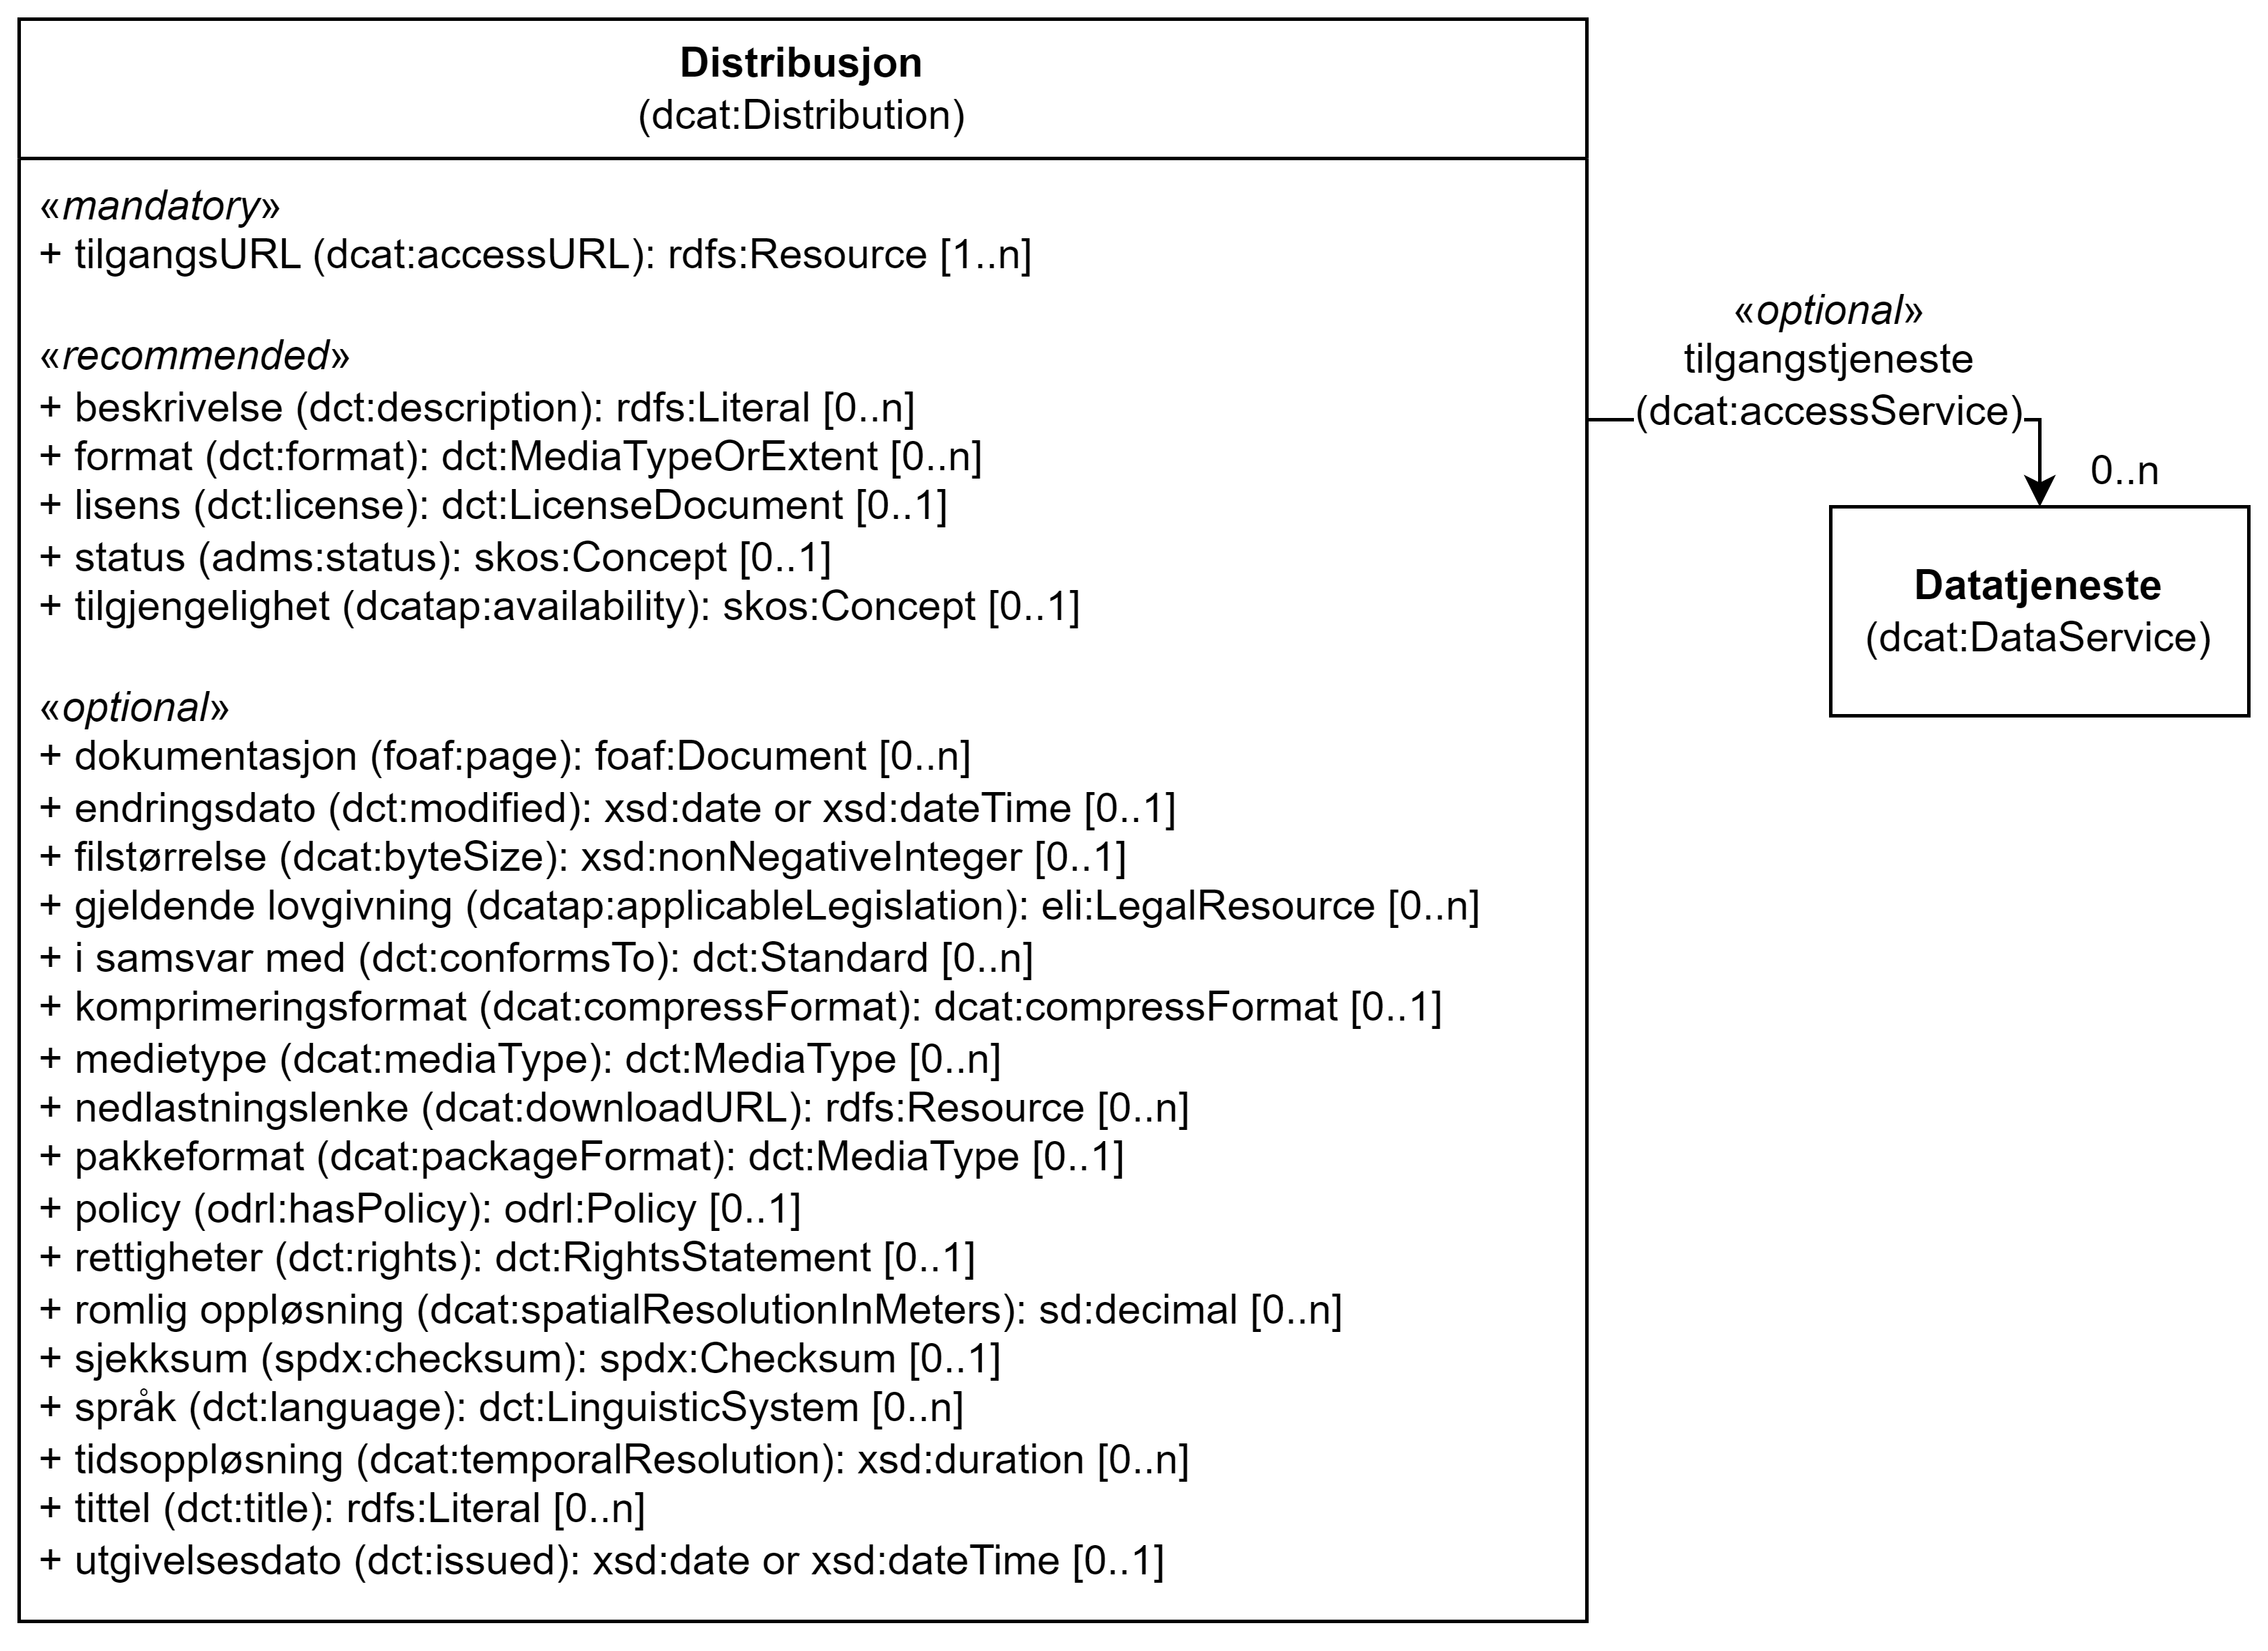 Distribusjon
(dcat:Distribution)
«mandatory»
+ tilgangsURL (dcat:accessURL): rdfs:Resource [1..n]
«recommended»
+ beskrivelse (dct:description): rdfs:Literal [0..n]
+ format (dct:format): dct:MediaTypeOrExtent [0..n]
+ lisens (dct:license): dct:LicenseDocument [0..1]
+ status (adms:status): skos:Concept [0..1]
+ tilgjengelighet (dcatap:availability): skos:Concept [0..1]
«optional»
+ dokumentasjon (foaf:page): foaf:Document [0..n]
+ endringsdato (dct:modified): xsd:date or xsd:dateTime [0..1]
+ filstørrelse (dcat:byteSize): xsd:nonNegativeInteger [0..1]
+ gjeldende lovgivning (dcatap:applicableLegislation): eli:LegalResource [0..n]
+ i samsvar med (dct:conformsTo): dct:Standard [0..n]
+ komprimeringsformat (dcat:compressFormat): dcat:compressFormat [0..1]
+ medietype (dcat:mediaType): dct:MediaType [0..n]
+ nedlastningslenke (dcat:downloadURL): rdfs:Resource [0..n]
+ pakkeformat (dcat:packageFormat): dct:MediaType [0..1]
+ policy (odrl:hasPolicy): odrl:Policy [0..1]
+ rettigheter (dct:rights): dct:RightsStatement [0..1]
+ romlig oppløsning (dcat:spatialResolutionInMeters): sd:decimal [0..n]
+ sjekksum (spdx:checksum): spdx:Checksum [0..1]
+ språk (dct:language): dct:LinguisticSystem [0..n]
+ tidsoppløsning (dcat:temporalResolution): xsd:duration [0..n]
+ tittel (dct:title): rdfs:Literal [0..n]
+ utgivelsesdato (dct:issued): xsd:date or xsd:dateTime [0..1]
«optional»
tilgangstjeneste
(dcat:accessService)
0..n
Datatjeneste
(dcat:DataService)